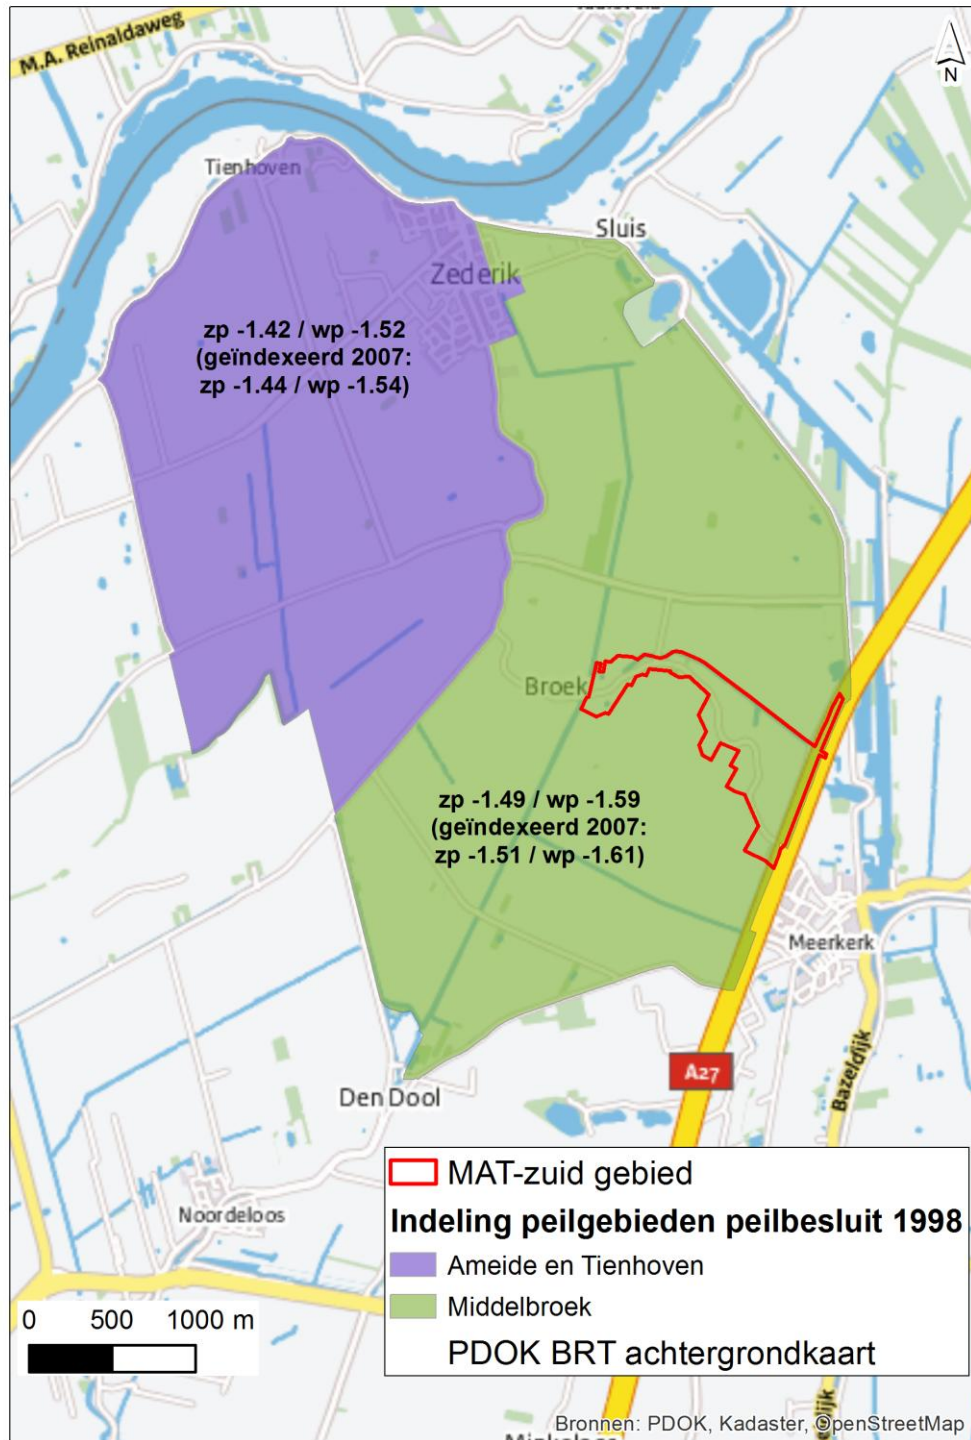 M.A. Reinaldaweg
N
Tienhoven
Sluis
Zederik
zp -1.42 / wp -1.52
(geïndexeerd 2007:
zp -1.44 / wp -1.54)
Broek
zp -1.49 / wp -1.59
(geïndexeerd 2007:
zp -1.51 / wp -1.61)
Meerkerk
A27
Bazeldijk
Den Dool
Noordeloos
MAT-zuid gebied
Indeling peilgebieden peilbesluit 1998
Ameide en Tienhoven
Middelbroek
PDOK BRT achtergrondkaart
0 500 1000 m
Bronnen: PDOK, Kadaster, OpenStreetMap